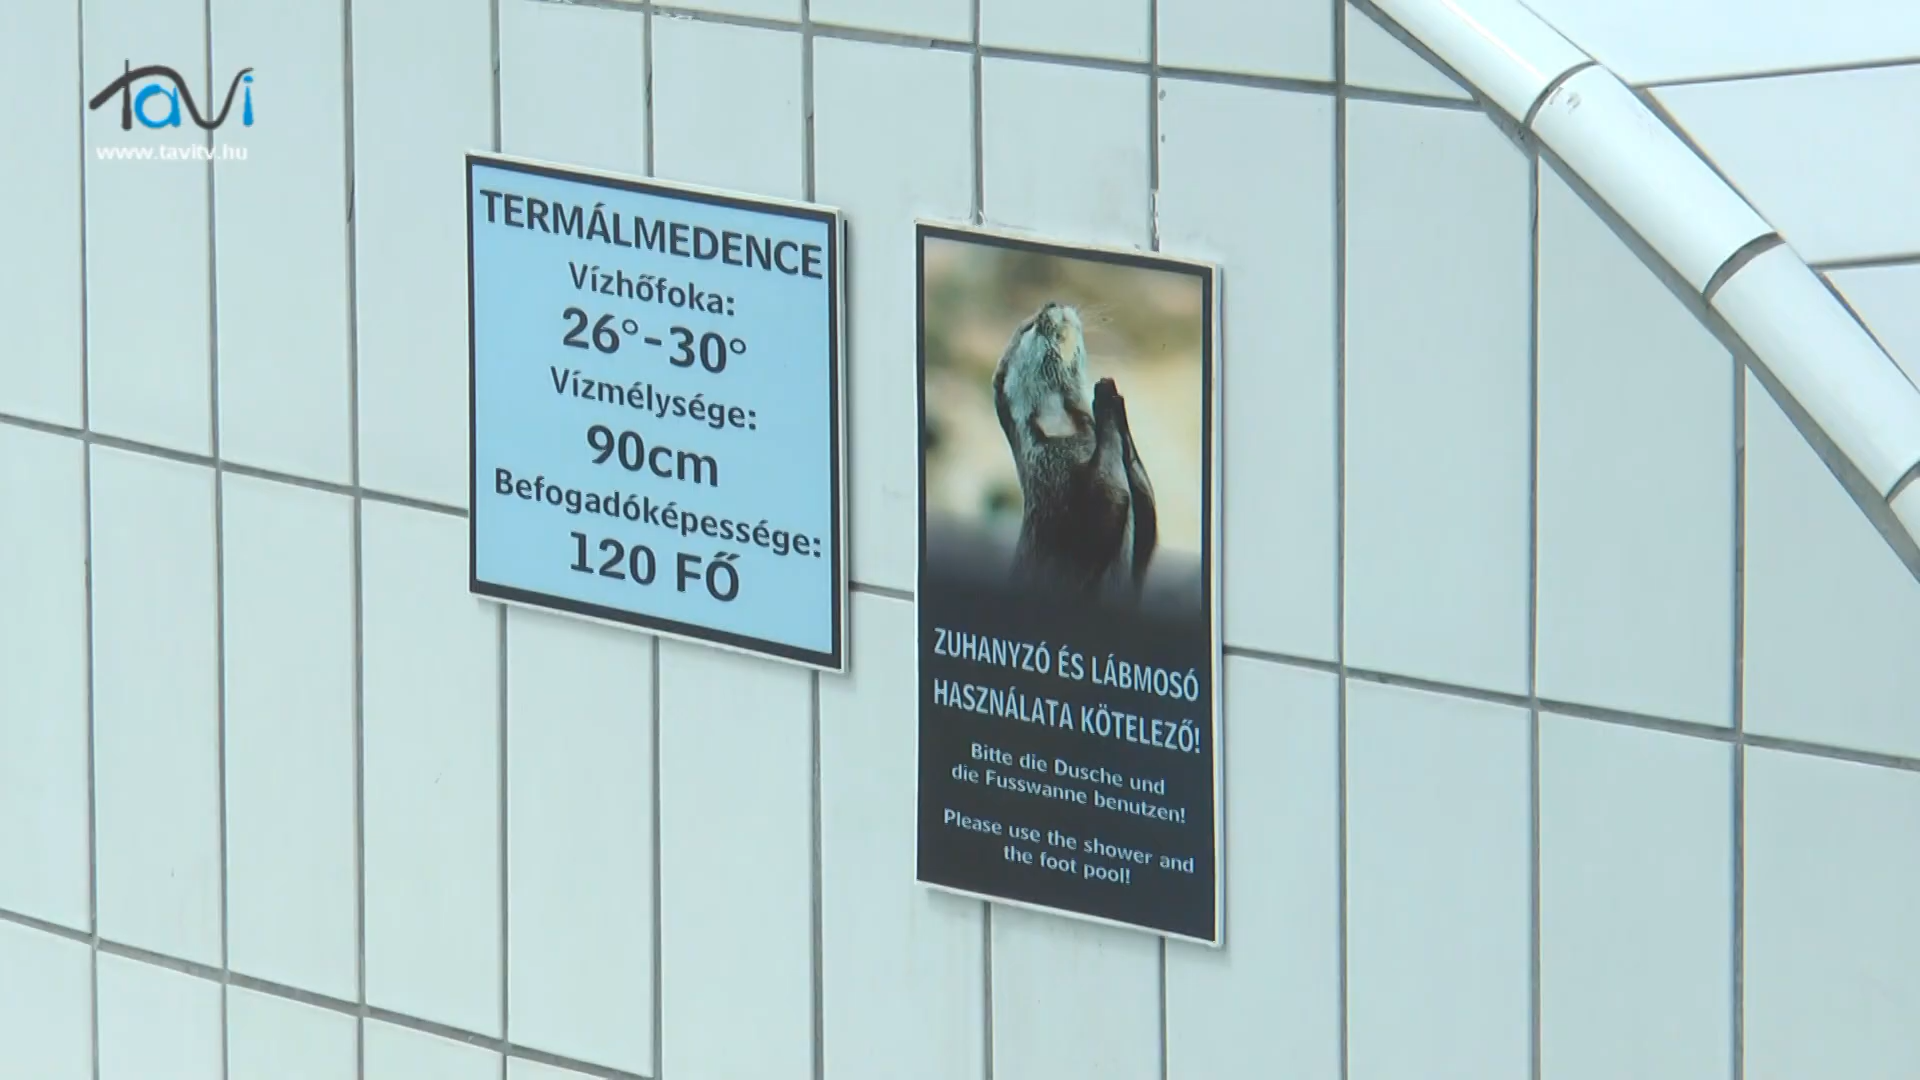 TaVi
www.tavitv.hu
TERMÁLMEDENCE
Vízhőfoka:
26°-30°
Vízmélysége:
90cm
Befogadóképessége:
120 FŐ
ZUHANYZÓ ÉS LÁBMOSÓ
HASZNÁLATA KÖTELEZŐ!
Bitte die Dusche und
die Fusswanne benutzen!
Please use the shower and
the foot pool!